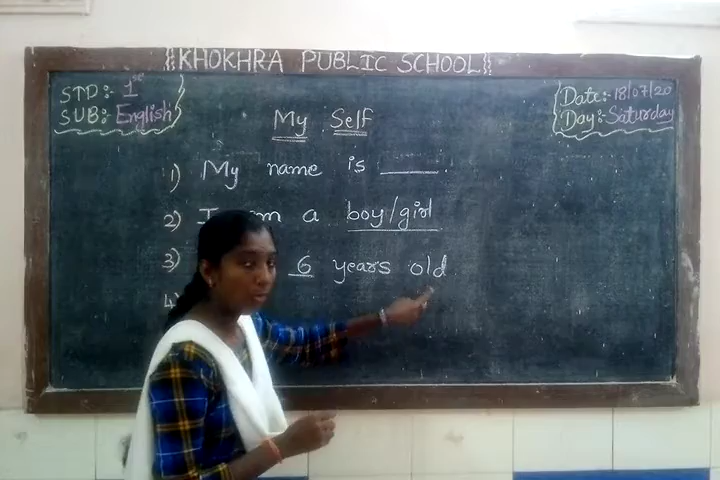 KHOKHRA PUBLIC SCHOOL
STD:- 1st
SUB:- English
Date:- 18/07/20
Day:- Saturday
My Self
1) My name is ____.
2) I am a boy/girl
3) 6 years old
4)